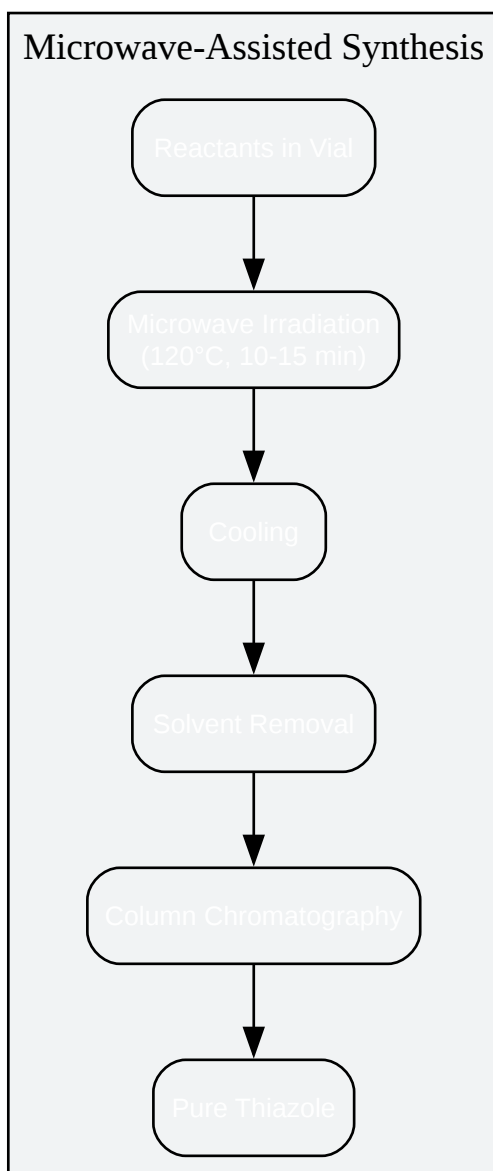 Microwave-Assisted Synthesis
Reactants in Vial
Microwave Irradiation
(120°C, 10-15 min)
Cooling
Solvent Removal
Column Chromatography
Pure Thiazole